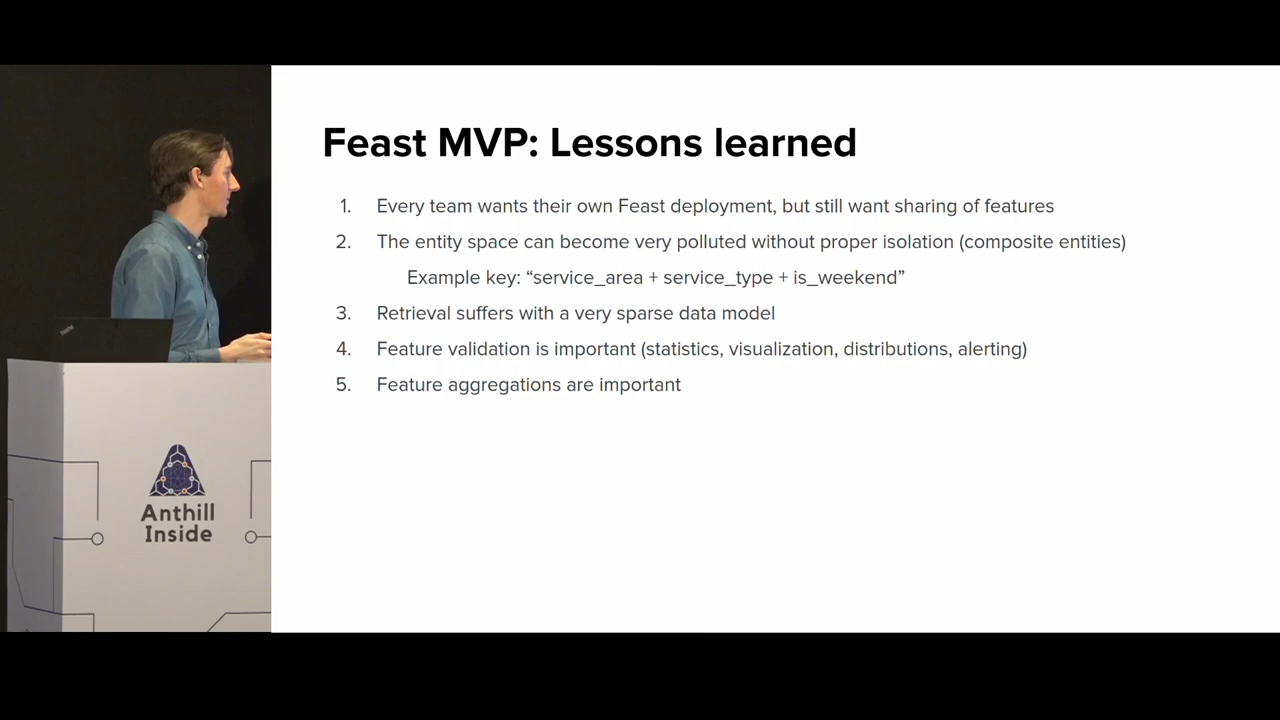 Feast MVP: Lessons learned
1. Every team wants their own Feast deployment, but still want sharing of features
2. The entity space can become very polluted without proper isolation (composite entities)
Example key: “service_area + service_type + is_weekend”
3. Retrieval suffers with a very sparse data model
4. Feature validation is important (statistics, visualization, distributions, alerting)
5. Feature aggregations are important
Anthill
Inside